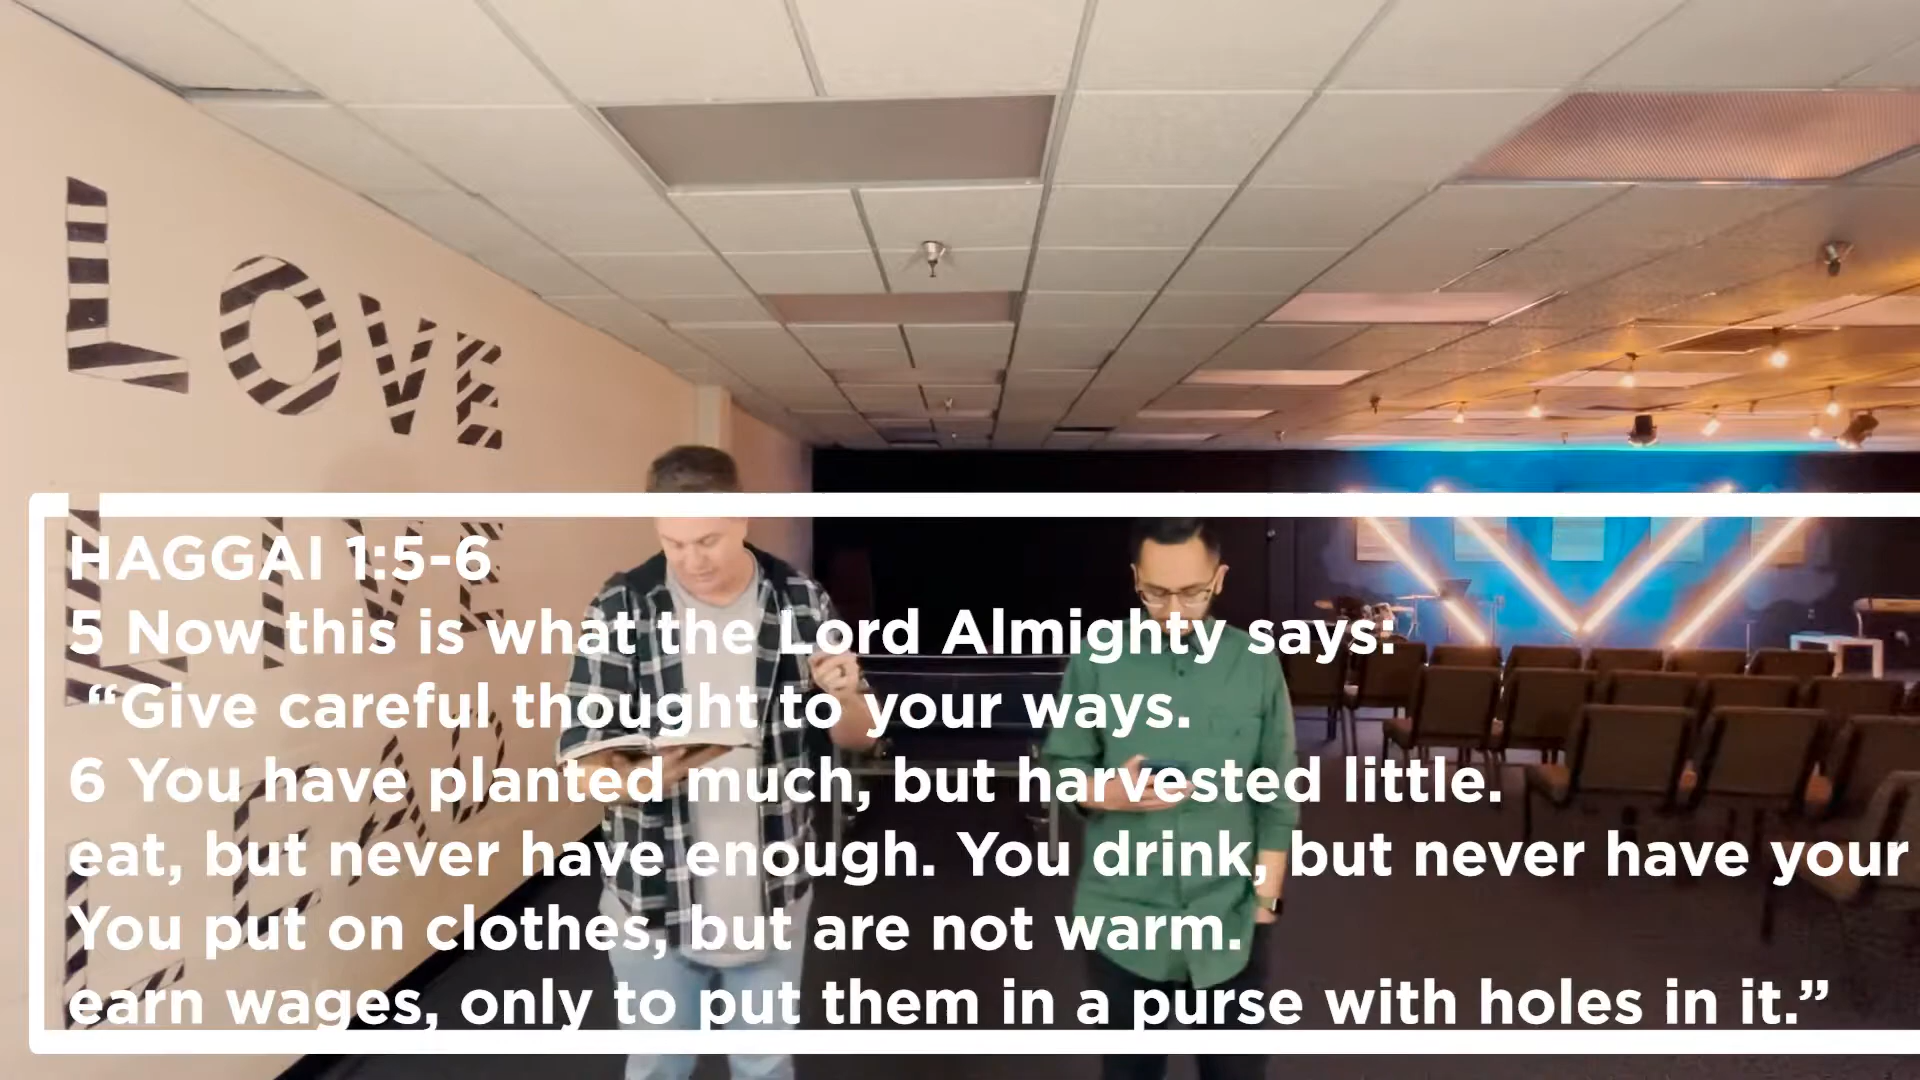 LOVE
LIVE
LEAD
HAGGAI 1:5-6
5 Now this is what the Lord Almighty says:
“Give careful thought to your ways.
6 You have planted much, but harvested little.
eat, but never have enough. You drink, but never have your
You put on clothes, but are not warm.
earn wages, only to put them in a purse with holes in it.”